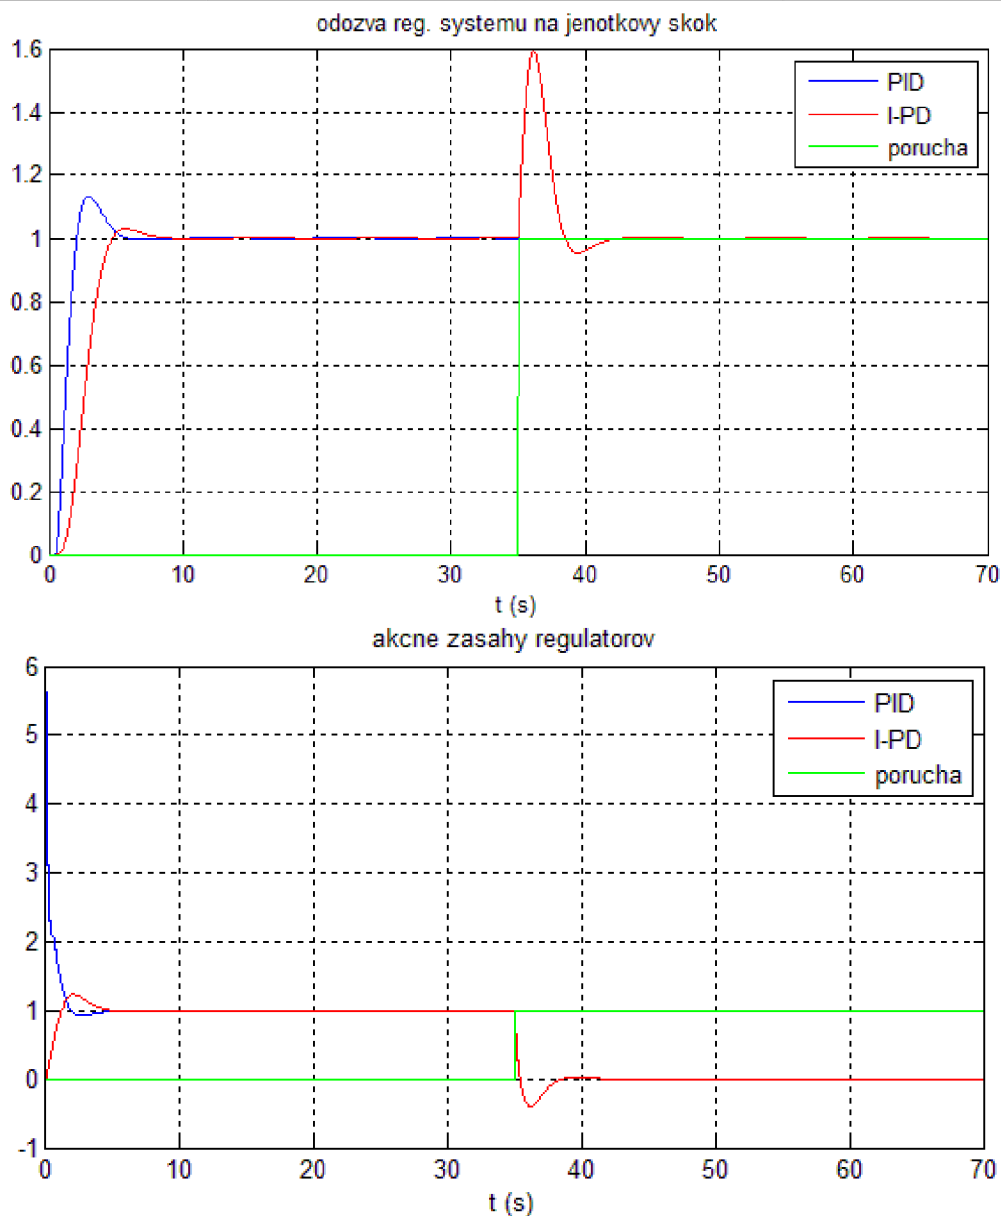 odozva reg. systemu na jenotkovy skok
1.6
1.4
1.2
1
0.8
0.6
0.4
0.2
0
PID
I-PD
porucha
0 10 20 30 40 50 60 70
t (s)
akcne zasahy regulatorov
6
5
4
3
2
1
0
-1
PID
I-PD
porucha
0 10 20 30 40 50 60 70
t (s)